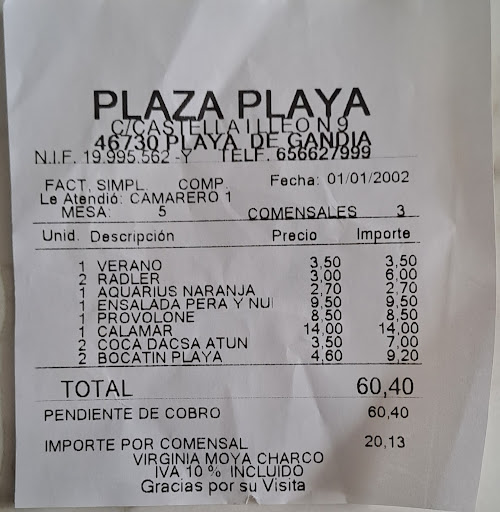 PLAZA PLAYA
C/CASTELLA I LLEO N 9
46730 PLAYA DE GANDIA
N.I.F. 19.995.562 -Y TELF. 656627999
FACT. SIMPL. COMP. Fecha: 01/01/2002
Le Atendió: CAMARERO 1
MESA: 5 COMENSALES 3
Unid. Descripción Precio Importe
1 VERANO 3,50 3,50
2 RADLER 3,00 6,00
1 AQUARIUS NARANJA 2,70 2,70
1 ENSALADA PERA Y NUI 9,50 9,50
1 PROVOLONE 8,50 8,50
1 CALAMAR 14,00 14,00
2 COCA DACSA ATUN 3,50 7,00
2 BOCATIN PLAYA 4,60 9,20
TOTAL 60,40
PENDIENTE DE COBRO 60,40
IMPORTE POR COMENSAL 20,13
VIRGINIA MOYA CHARCO
IVA 10 % INCLUIDO
Gracias por su Visita